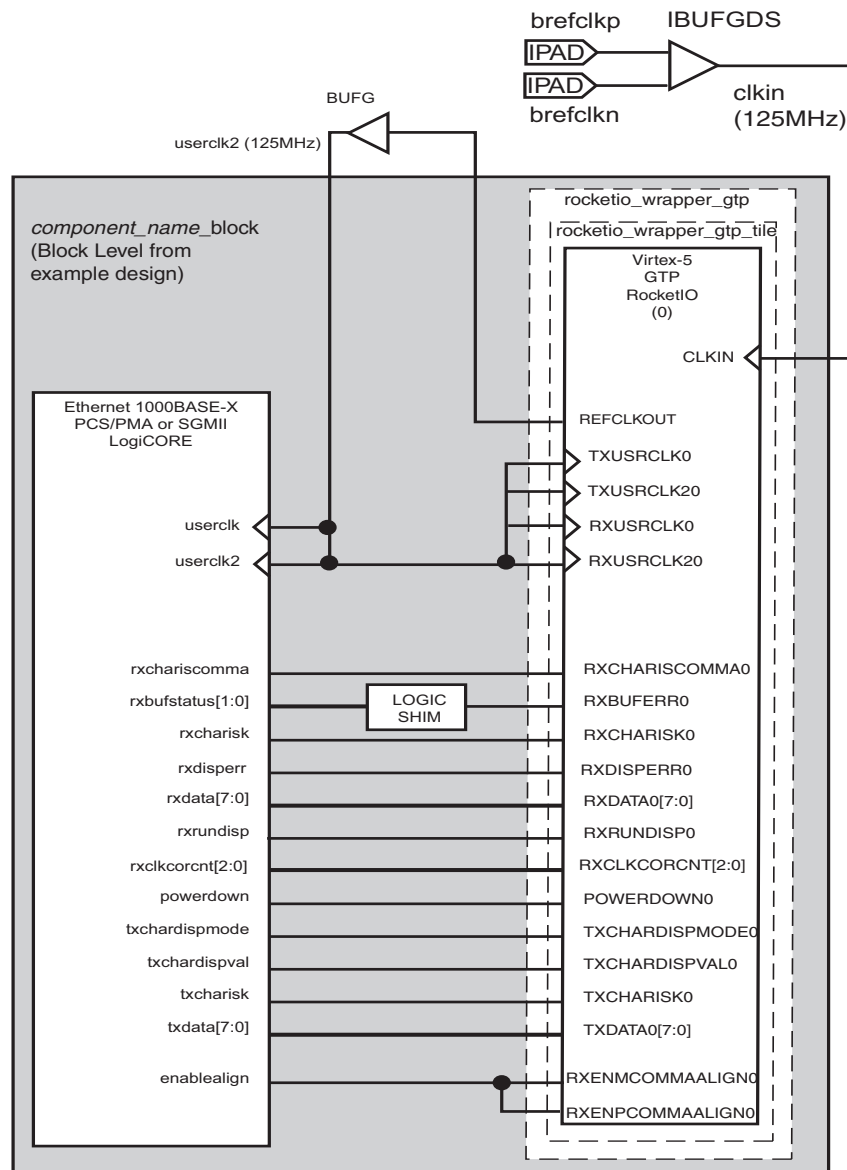 brefclkp
IBUFGDS
IPAD
IPAD
brefclkn
clkin
(125MHz)
BUFG
userclk2 (125MHz)
component_name_block
(Block Level from
example design)
rocketio_wrapper_gtp
rocketio_wrapper_gtp_tile
Virtex-5
GTP
RocketIO
(0)
CLKIN
Ethernet 1000BASE-X
PCS/PMA or SGMII
LogiCORE
REFCLKOUT
TXUSRCLK0
TXUSRCLK20
userclk
RXUSRCLK0
userclk2
RXUSRCLK20
rxchariscomma
RXCHARISCOMMA0
rxbufstatus[1:0]
LOGIC
SHIM
RXBUFERR0
rxcharisk
RXCHARISK0
rxdisperr
RXDISPERR0
rxdata[7:0]
RXDATA0[7:0]
rxrundisp
RXRUNDISP0
rxclkcorcnt[2:0]
RXCLKCORCNT[2:0]
powerdown
POWERDOWN0
txchardispmode
TXCHARDISPMODE0
txchardispval
TXCHARDISPVAL0
txcharisk
TXCHARISK0
txdata[7:0]
TXDATA0[7:0]
enablealign
RXENMCOMMAALIGN0
RXENPCOMMAALIGN0